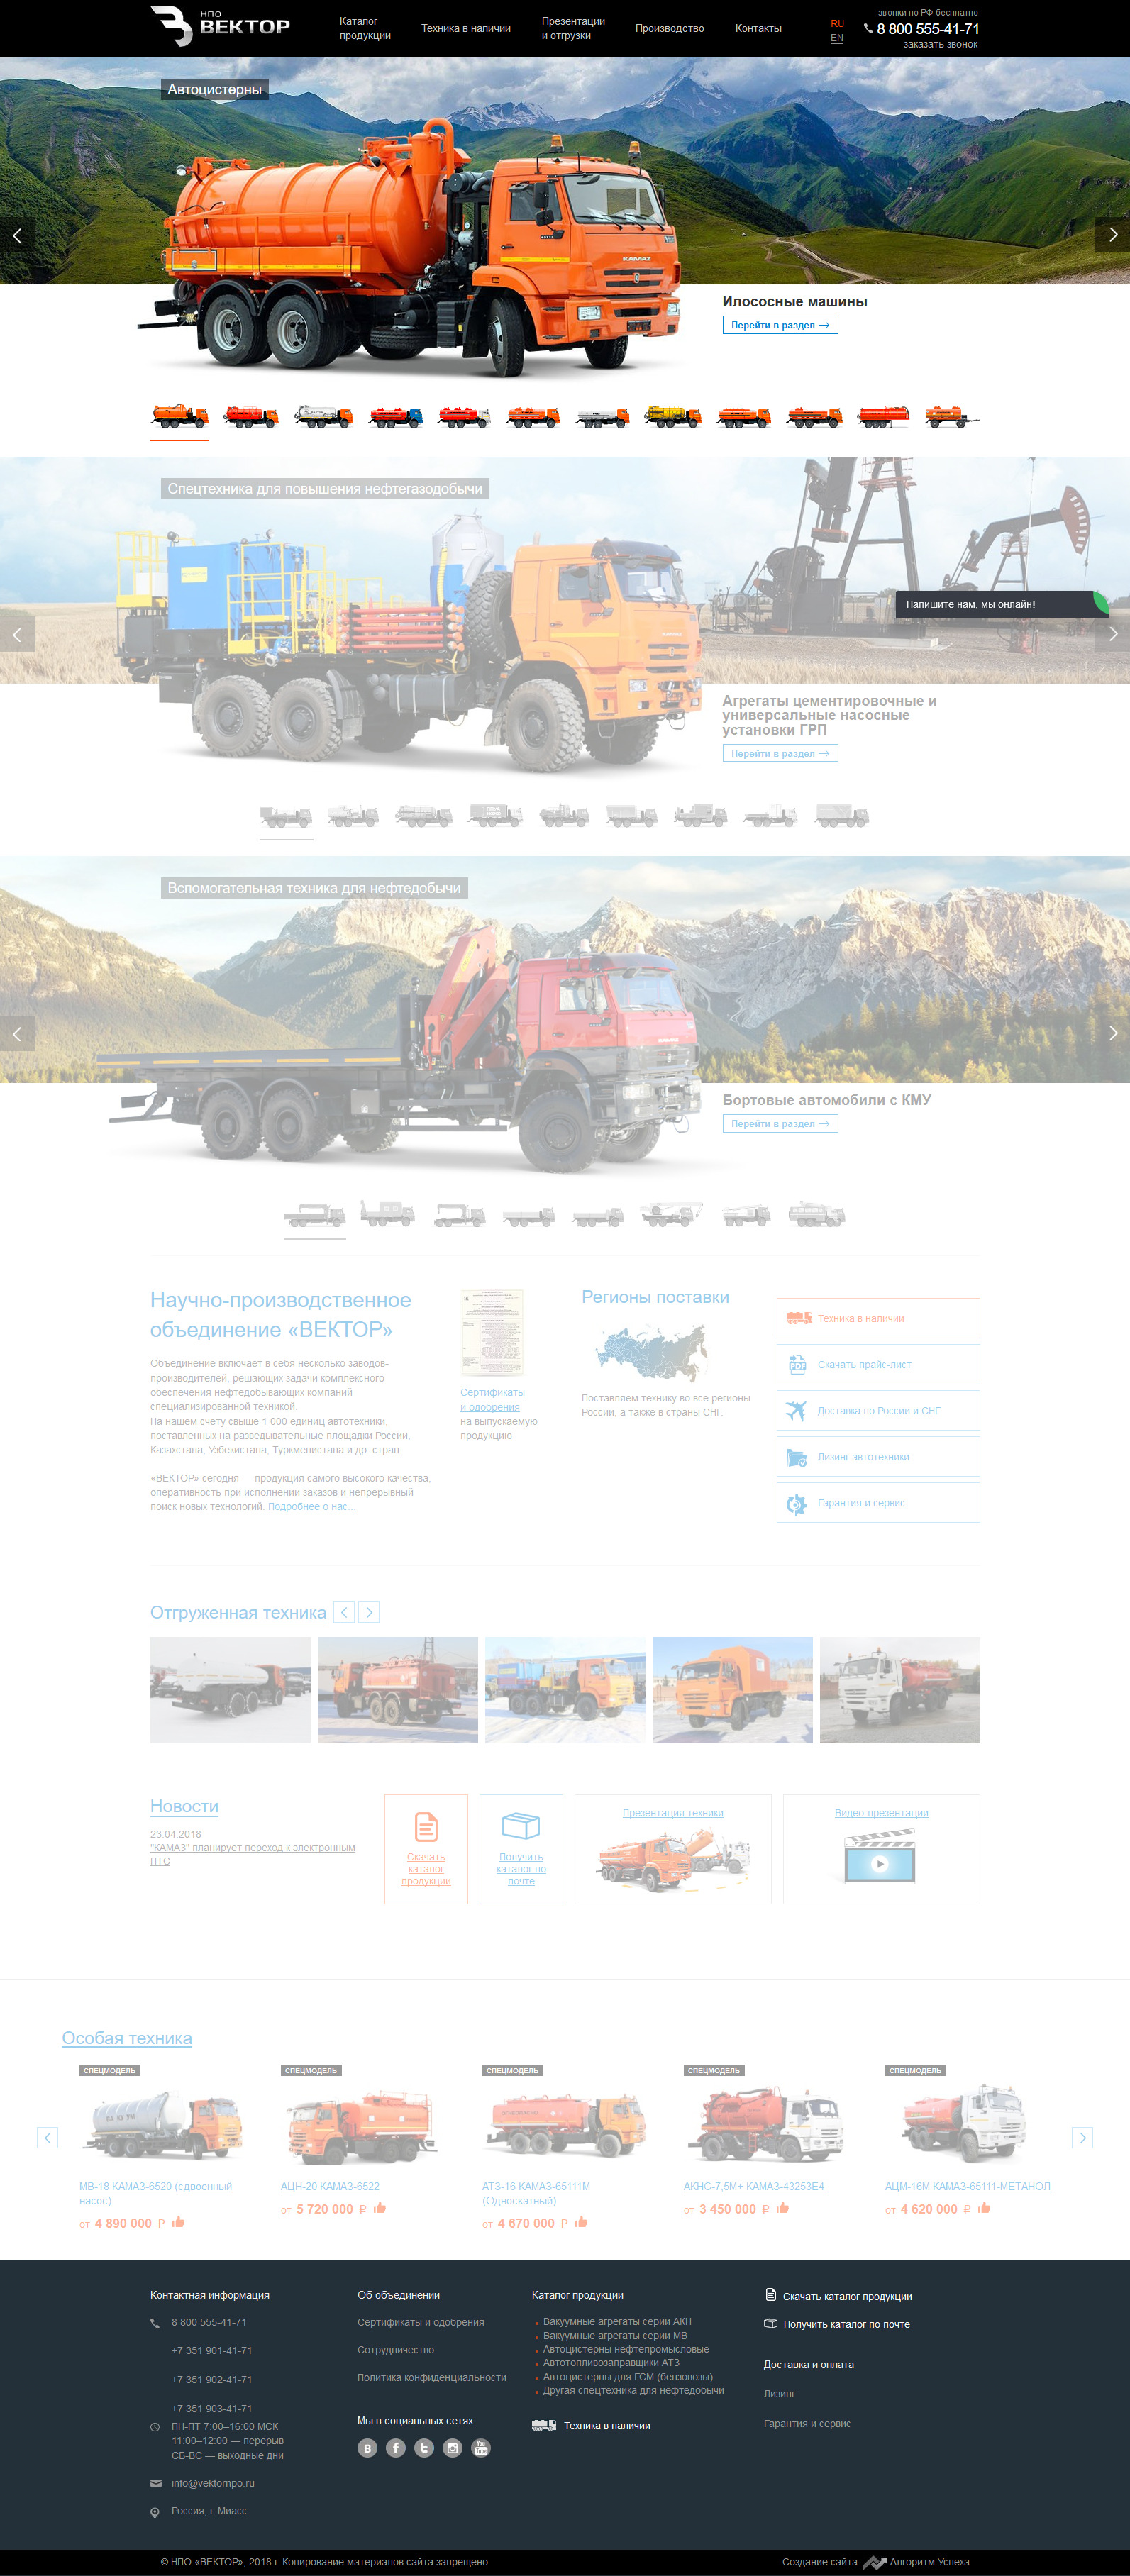 НПО
ВЕКТОР
Каталог
продукции
Техника в наличии
Презентации
и отгрузки
Производство
Контакты
RU
EN
звонки по РФ бесплатно
8 800 555-41-71
заказать звонок
Автоцистерны
КАМАЗ
Илососные машины
Перейти в раздел
Спецтехника для повышения нефтегазодобычи
Напишите нам, мы онлайн!
Агрегаты цементировочные и
универсальные насосные
установки ГРП
Перейти в раздел
Вспомогательная техника для нефтедобычи
Бортовые автомобили с КМУ
Перейти в раздел
Научно-производственное
объединение «ВЕКТОР»
Объединение включает в себя несколько заводов-
производителей, решающих задачи комплексного
обеспечения нефтедобывающих компаний
специализированной техникой.
На нашем счету свыше 1 000 единиц автотехники,
поставленных на разведывательные площадки России,
Казахстана, Узбекистана, Туркменистана и др. стран.
«ВЕКТОР» сегодня — продукция самого высокого качества,
оперативность при исполнении заказов и непрерывный
поиск новых технологий. Подробнее о нас...
Сертификаты
и одобрения
на выпускаемую
продукцию
Регионы поставки
Поставляем технику во все регионы
России, а также в страны СНГ.
Техника в наличии
PDF
Скачать прайс-лист
Доставка по России и СНГ
Лизинг автотехники
Гарантия и сервис
Отгруженная техника
Новости
23.04.2018
"КАМАЗ" планирует переход к электронным
ПТС
Скачать
каталог
продукции
Получить
каталог по
почте
Презентация техники
Видео-презентации
Особая техника
СПЕЦМОДЕЛЬ
МВ-18 КАМАЗ-6520 (сдвоенный
насос)
от 4 890 000 ₽
СПЕЦМОДЕЛЬ
АЦН-20 КАМАЗ-6522
от 5 720 000 ₽
СПЕЦМОДЕЛЬ
АТЗ-16 КАМАЗ-65111М
(Односкатный)
от 4 670 000 ₽
СПЕЦМОДЕЛЬ
АКНС-7,5М+ КАМАЗ-43253Е4
от 3 450 000 ₽
СПЕЦМОДЕЛЬ
АЦМ-16М КАМАЗ-65111-МЕТАНОЛ
от 4 620 000 ₽
Контактная информация
8 800 555-41-71
+7 351 901-41-71
+7 351 902-41-71
+7 351 903-41-71
ПН-ПТ 7:00–16:00 МСК
11:00–12:00 — перерыв
СБ-ВС — выходные дни
info@vektornpo.ru
Россия, г. Миасс.
Об объединении
Сертификаты и одобрения
Сотрудничество
Политика конфиденциальности
Мы в социальных сетях:
Каталог продукции
Вакуумные агрегаты серии АКН
Вакуумные агрегаты серии МВ
Автоцистерны нефтепромысловые
Автотопливозаправщики АТЗ
Автоцистерны для ГСМ (бензовозы)
Другая спецтехника для нефтедобычи
Техника в наличии
Скачать каталог продукции
Получить каталог по почте
Доставка и оплата
Лизинг
Гарантия и сервис
© НПО «ВЕКТОР», 2018 г. Копирование материалов сайта запрещено
Создание сайта: Алгоритм Успеха